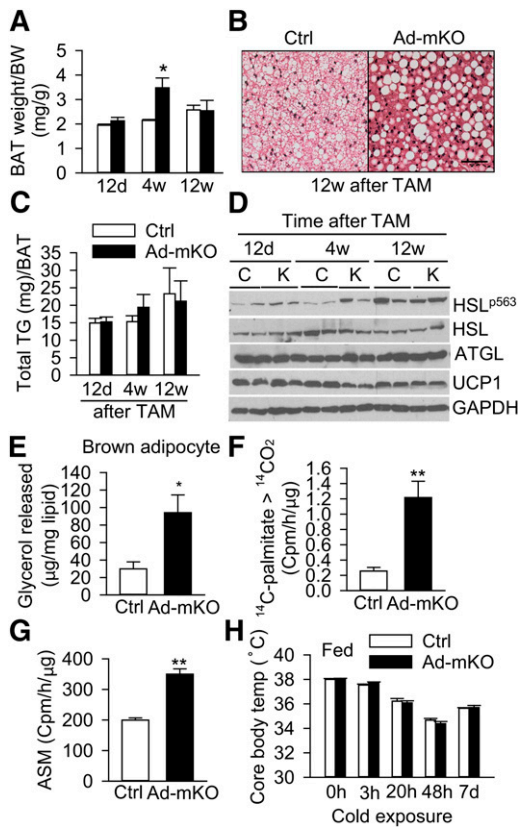 A
BAT weight/BW
(mg/g)
5
4
3
2
1
0
*
12d 4w 12w
B
Ctrl Ad-mKO
12w after TAM
C
Ctrl
Ad-mKO
Total TG (mg)/BAT
35
30
25
20
15
10
5
0
12d 4w 12w
after TAM
D
Time after TAM
12d 4w 12w
C K C K C K
HSLp563
HSL
ATGL
UCP1
GAPDH
E
Brown adipocyte
Glycerol released
(µg/mg lipid)
140
120
100
80
60
40
20
0
*
Ctrl Ad-mKO
F
14C-palmitate > 14CO2
(Cpm/h/µg)
1.6
1.4
1.2
1.0
0.8
0.6
0.4
0.2
0.0
**
Ctrl Ad-mKO
G
ASM (Cpm/h/µg)
400
300
200
100
0
**
Ctrl Ad-mKO
H
Core body temp (°C)
Fed
Ctrl
Ad-mKO
38
36
34
32
30
0h 3h 20h 48h 7d
Cold exposure